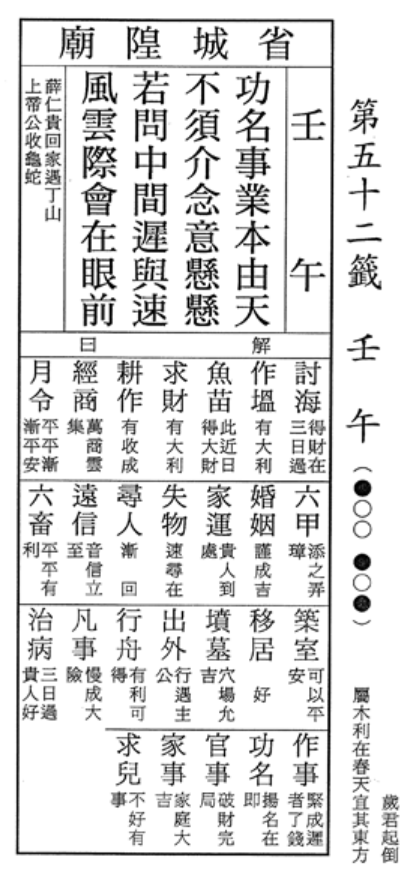 第五十二籤 壬午（●○○ ●○●）
歲君起倒
屬木利在春天宜其東方
省城隍廟
壬午
功名事業本由天
不須介念意懸懸
若問中間遲與速
風雲際會在眼前
薛仁貴回家遇丁山
上帝公收龜蛇
解曰
討海 得財在三日過
作塭 有大利
魚苗 此近日得大財
求財 有大利
耕作 有收成
經商 萬商雲集
月令 平平漸漸平安
六甲 添之弄璋
婚姻 謹成吉
家運 貴人到處
失物 速尋在
尋人 漸回
遠信 音信立至
六畜 平平有利
築室 可以平安
移居 好
墳墓 穴場允吉
出外 行遇主公
行舟 有利可得
凡事 慢成大險
治病 三日過貴人好
作事 緊成遲者了錢
功名 揚名在即
官事 破財完局
家事 家庭大吉
求兒 不好有事